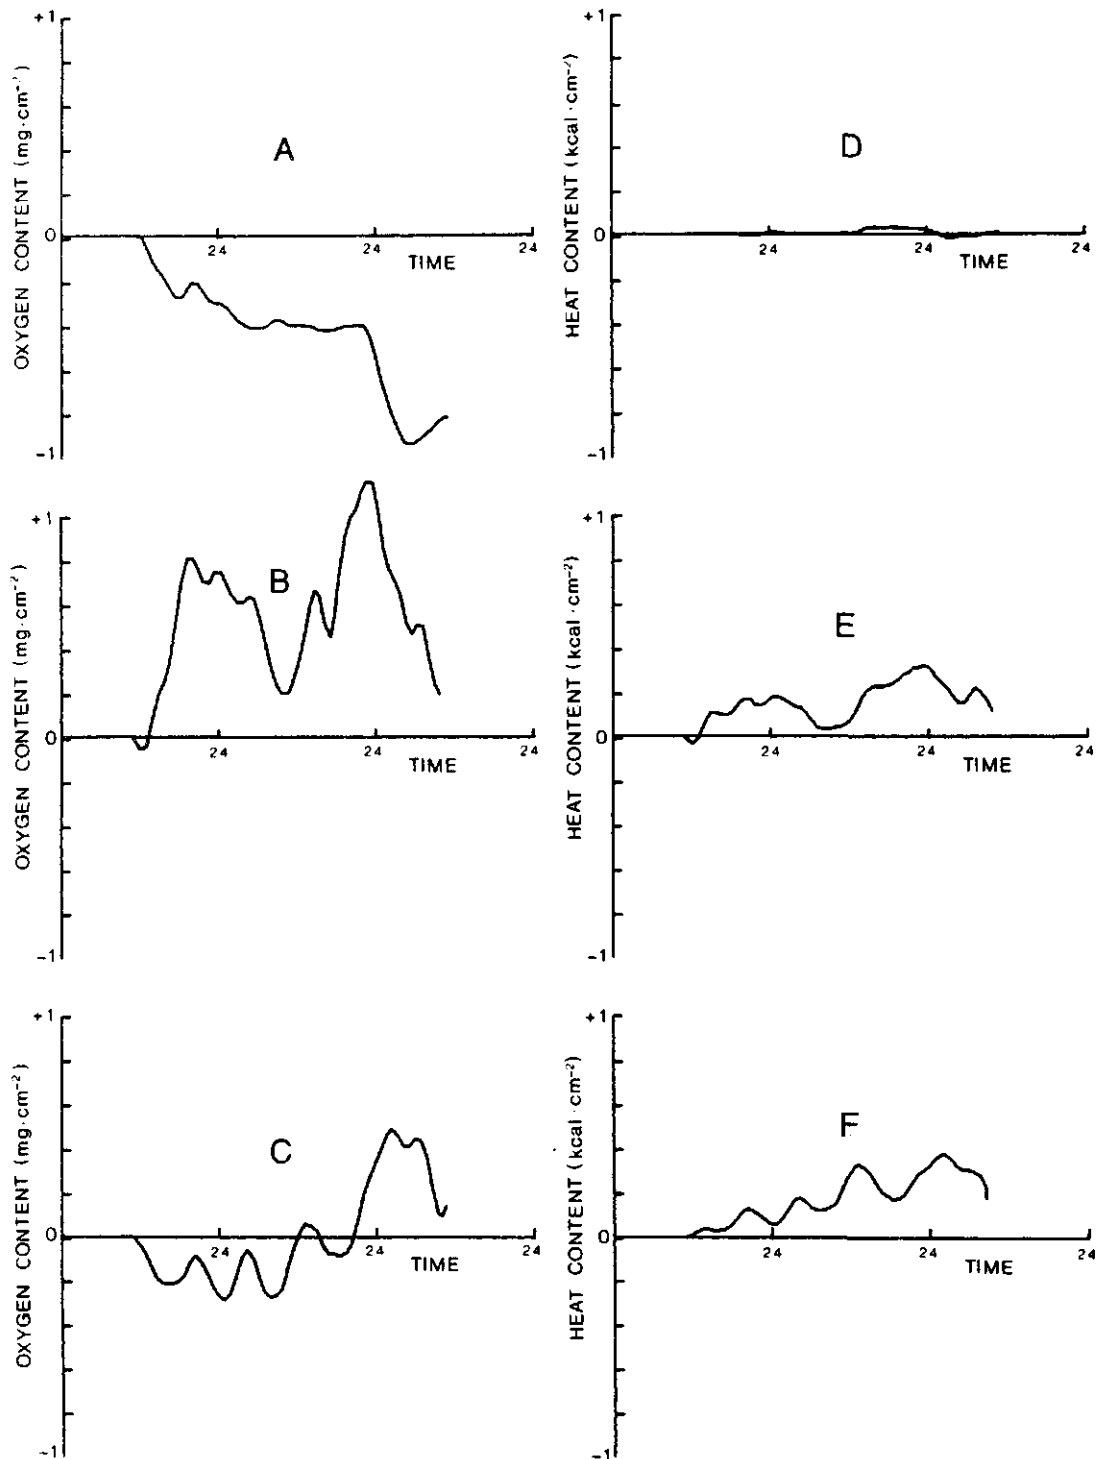 +1
OXYGEN CONTENT (mg·cm⁻²)
A
0
24
24
24
TIME
-1
+1
HEAT CONTENT (kcal·cm⁻²)
D
0
24
24
24
TIME
-1
+1
OXYGEN CONTENT (mg·cm⁻²)
B
0
24
24
24
TIME
-1
+1
HEAT CONTENT (kcal·cm⁻²)
E
0
24
24
24
TIME
-1
+1
OXYGEN CONTENT (mg·cm⁻²)
C
0
24
24
24
TIME
-1
+1
HEAT CONTENT (kcal·cm⁻²)
F
0
24
24
24
TIME
-1